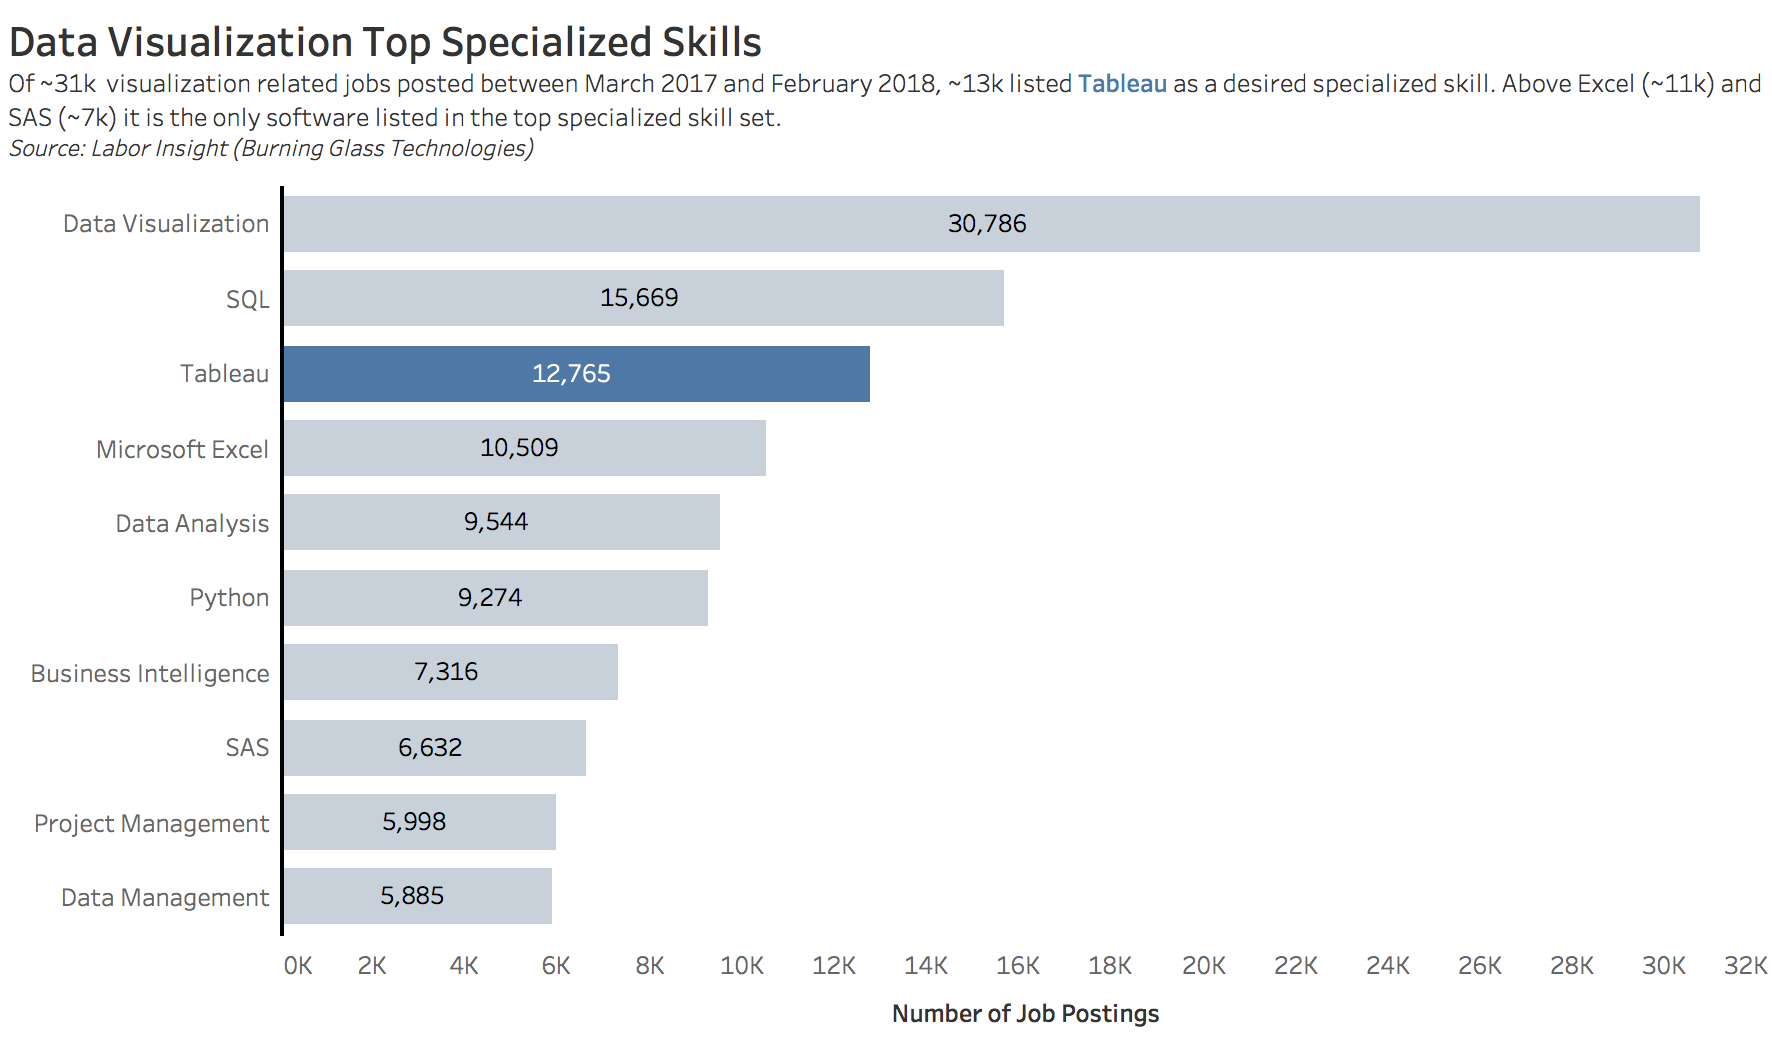 Data Visualization Top Specialized Skills
Of ~31k visualization related jobs posted between March 2017 and February 2018, ~13k listed Tableau as a desired specialized skill. Above Excel (~11k) and
SAS (~7k) it is the only software listed in the top specialized skill set.
Source: Labor Insight (Burning Glass Technologies)
Data Visualization 30,786
SQL 15,669
Tableau 12,765
Microsoft Excel 10,509
Data Analysis 9,544
Python 9,274
Business Intelligence 7,316
SAS 6,632
Project Management 5,998
Data Management 5,885
0K 2K 4K 6K 8K 10K 12K 14K 16K 18K 20K 22K 24K 26K 28K 30K 32K
Number of Job Postings